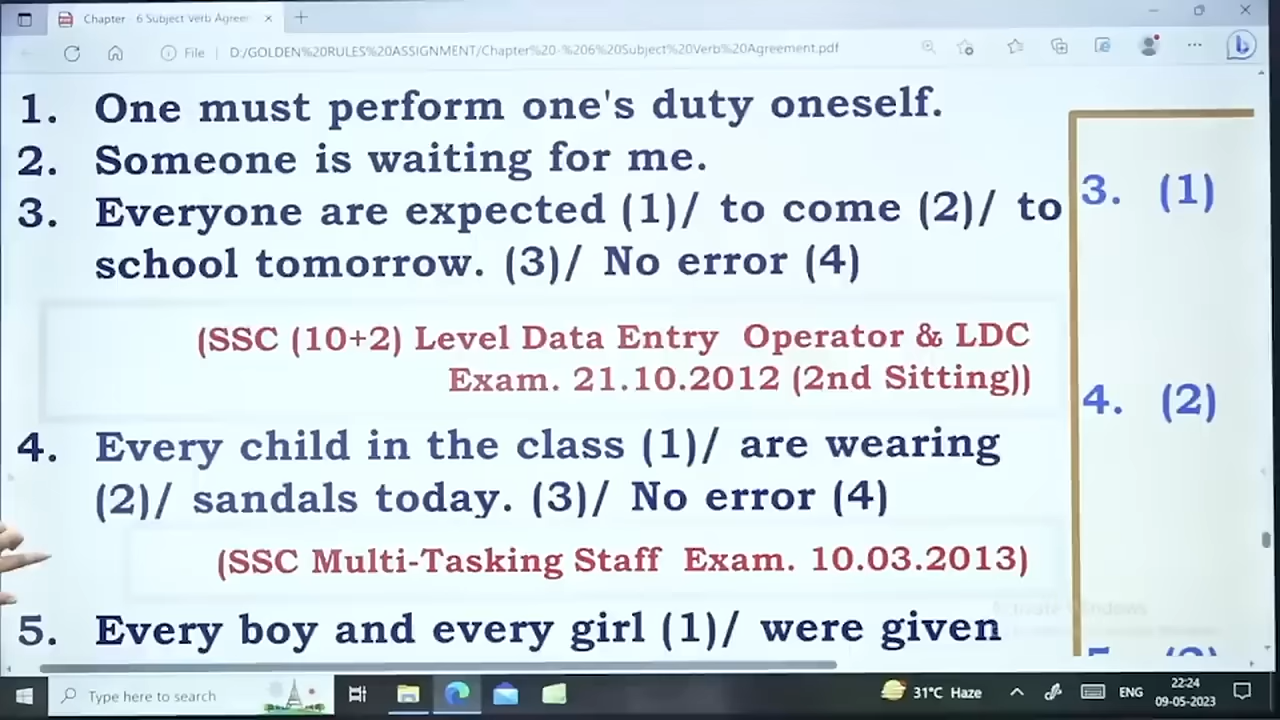 Chapter - 6 Subject Verb Agreer
File
D:/GOLDEN%20RULES%20ASSIGNMENT/Chapter%20-%206%20Subject%20Verb%20Agreement.pdf
1. One must perform one's duty oneself.
2. Someone is waiting for me.
3. Everyone are expected (1)/ to come (2)/ to
school tomorrow. (3)/ No error (4)
(SSC (10+2) Level Data Entry Operator & LDC
Exam. 21.10.2012 (2nd Sitting))
4. Every child in the class (1)/ are wearing
(2)/ sandals today. (3)/ No error (4)
(SSC Multi-Tasking Staff Exam. 10.03.2013)
5. Every boy and every girl (1)/ were given
3. (1)
4. (2)
Type here to search
31°C Haze
ENG
22:24
09-05-2023